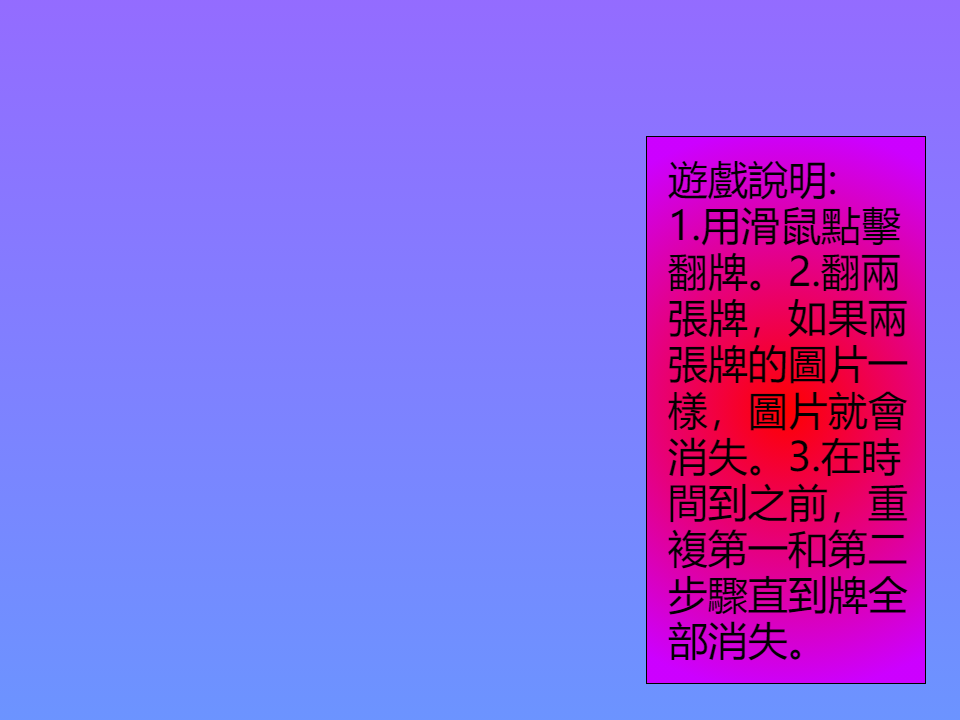 遊戲說明:
1.用滑鼠點擊
翻牌。2.翻兩
張牌，如果兩
張牌的圖片一
樣，圖片就會
消失。3.在時
間到之前，重
複第一和第二
步驟直到牌全
部消失。